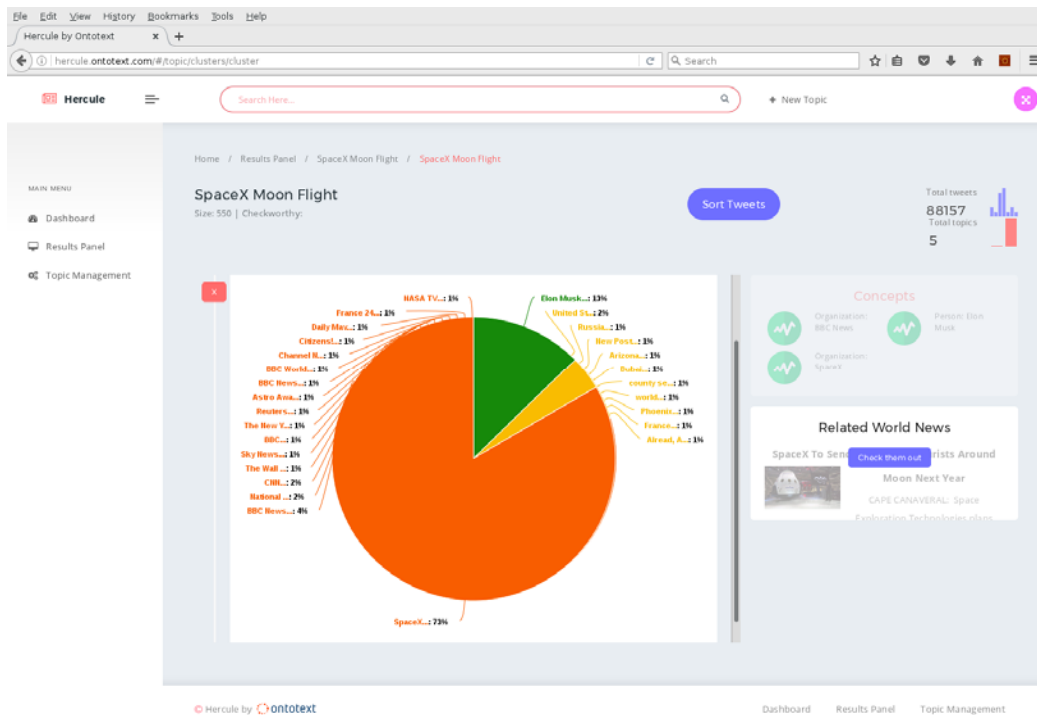 File Edit View History Bookmarks Tools Help
Hercule by Ontotext x +
hercule.ontotext.com/#/topic/clusters/cluster
Search
Hercule
Search Here...
+ New Topic
Home / Results Panel / SpaceX Moon Flight / SpaceX Moon Flight
MAIN MENU
Dashboard
Results Panel
Topic Management
SpaceX Moon Flight
Size: 550 | Checkworthy:
Sort Tweets
Total tweets
88157
Total topics
5
x
NASA TV...: 1%
France 24...: 1%
Daily Mav...: 1%
Citizens!...: 1%
Channel N...: 1%
BBC World...: 1%
BBC News...: 1%
Astro Awa...: 1%
Reuters...: 1%
The New Y...: 1%
BBC...: 1%
Sky News...: 1%
The Wall ...: 1%
CNN...: 2%
National ...: 2%
BBC News...: 4%
Elon Musk...: 13%
United St...: 2%
Russia...: 1%
New Post...: 1%
Arizona...: 1%
Dubai...: 1%
county se...: 1%
world...: 1%
Phoenix...: 1%
France...: 1%
Alread, A...: 1%
SpaceX...: 73%
Concepts
Organization:
BBC News
Person: Elon
Musk
Organization:
SpaceX
Related World News
SpaceX To Send
Check them out
Around
Moon Next Year
CAPE CANAVERAL: Space
Exploration Technologies plans
© Hercule by ontotext
Dashboard Results Panel Topic Management